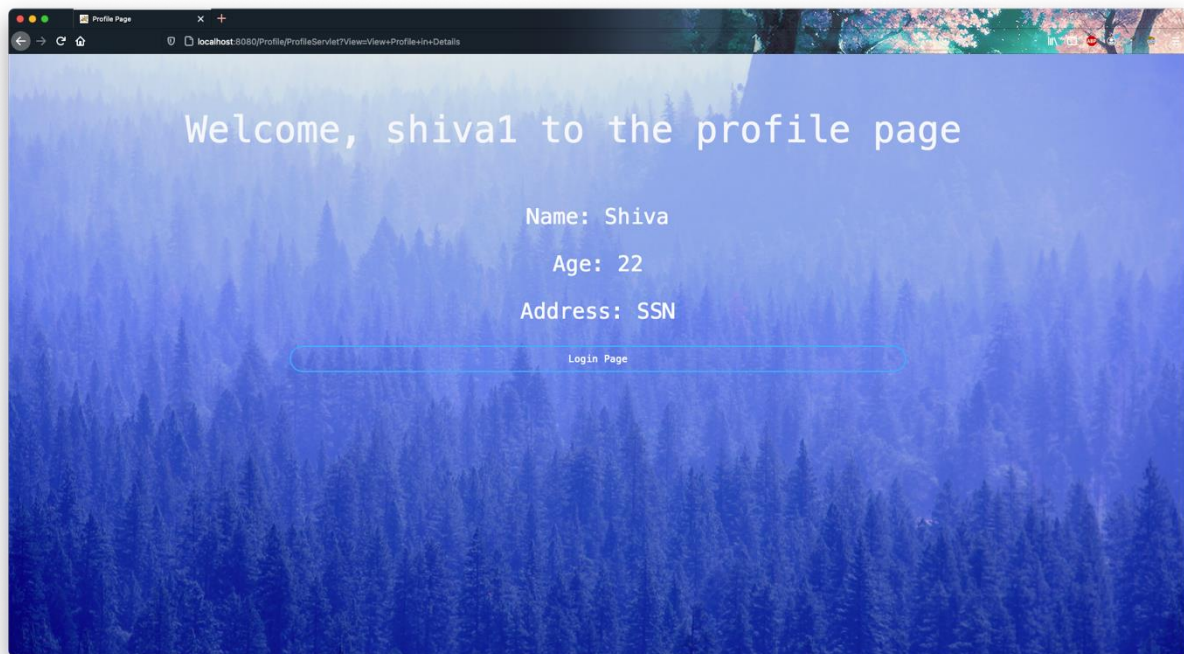 Profile Page
localhost:8080/Profile/ProfileServlet?View=View+Profile+in+Details
Welcome, shiva1 to the profile page
Name: Shiva
Age: 22
Address: SSN
Login Page